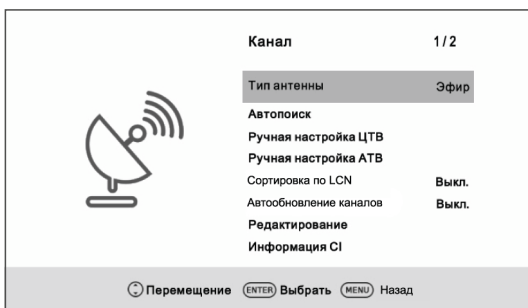 Канал 1/2
Тип антенны Эфир
Автопоиск
Ручная настройка ЦТВ
Ручная настройка АТВ
Сортировка по LCN Выкл.
Автообновление каналов Выкл.
Редактирование
Информация CI
Перемещение ENTER Выбрать MENU Назад